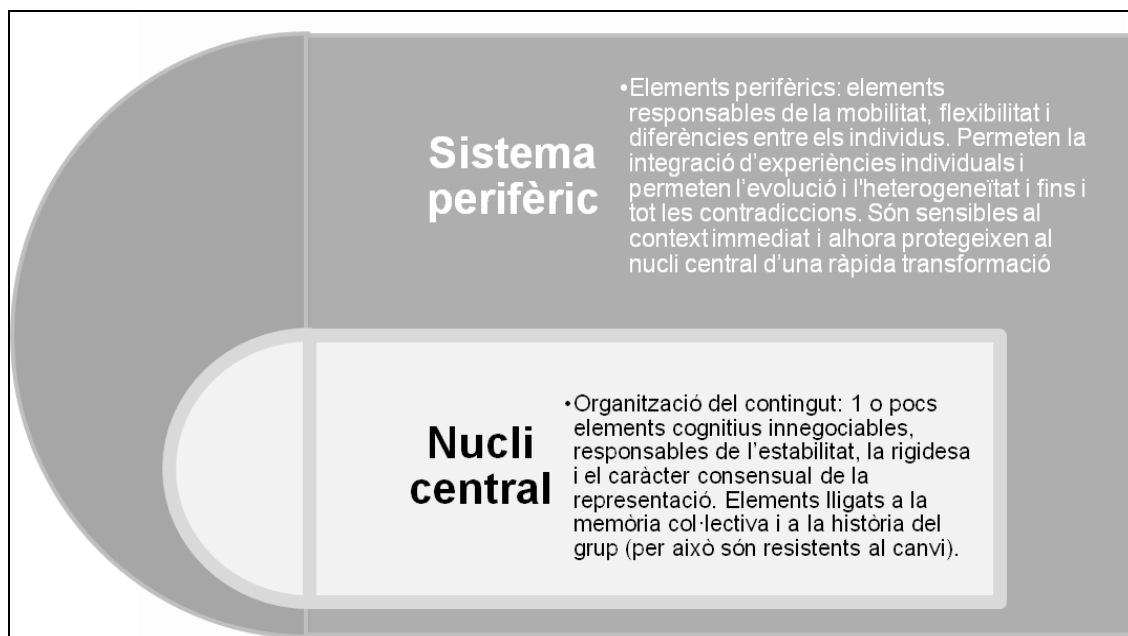 Sistema
perifèric
•Elements perifèrics: elements
responsables de la mobilitat, flexibilitat i
diferències entre els individus. Permeten la
integració d'experiències individuals i
permeten l'evolució i l'heterogeneïtat i fins i
tot les contradiccions. Són sensibles al
context immediat i alhora protegeixen al
nucli central d'una ràpida transformació
Nucli
central
•Organització del contingut: 1 o pocs
elements cognitius innegociables,
responsables de l'estabilitat, la rigidesa
i el caràcter consensual de la
representació. Elements lligats a la
memòria col·lectiva i a la història del
grup (per això són resistents al canvi).